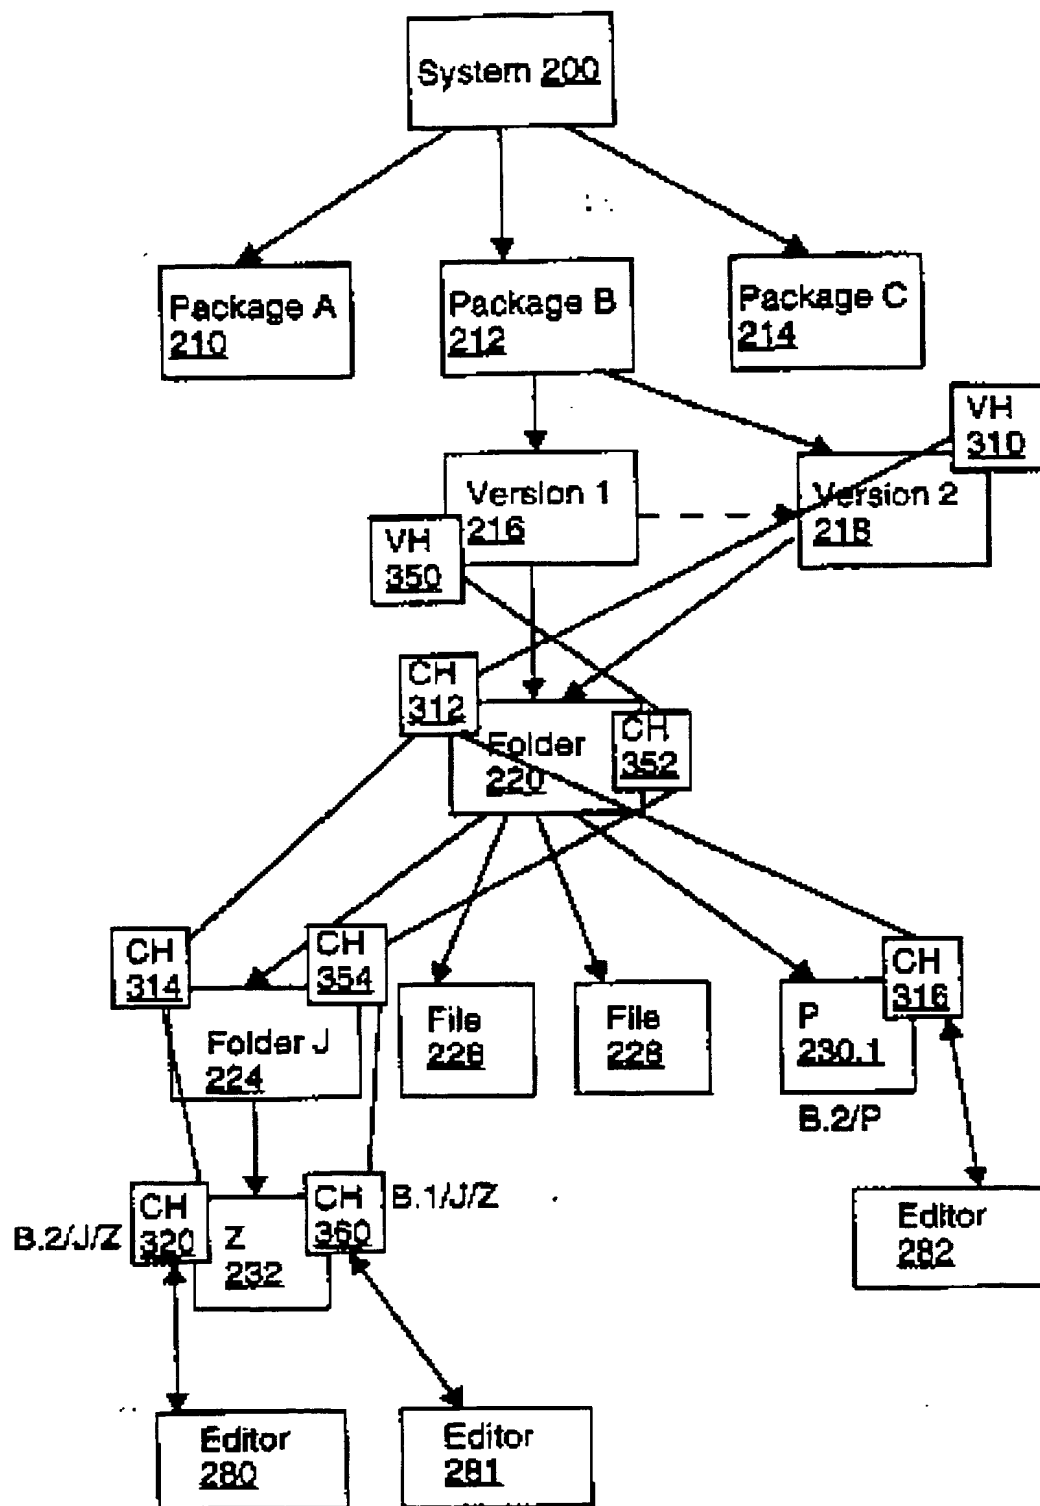 System 200
Package A
210
Package B
212
Package C
214
VH
310
Version 1
216
Version 2
218
VH
350
CH
312
Folder
220
CH
352
CH
314
CH
354
Folder J
224
File
226
File
228
P
230.1
CH
316
B.2/P
B.2/J/Z
CH
320
Z
232
CH
360
B.1/J/Z
Editor
282
Editor
280
Editor
281